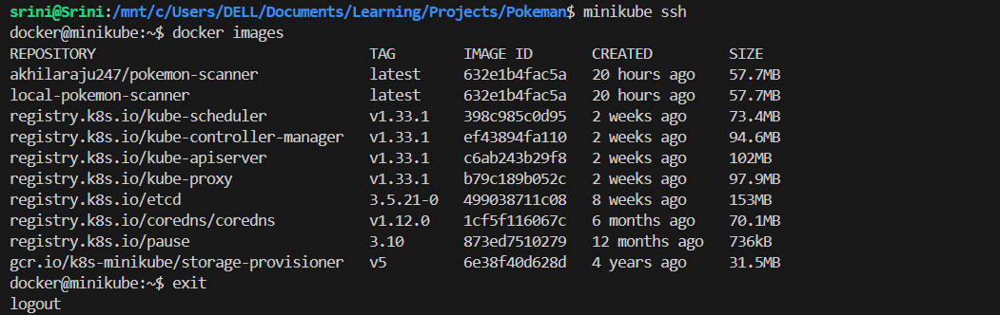 srini@Srini:/mnt/c/Users/DELL/Documents/Learning/Projects/Pokeman$ minikube ssh
docker@minikube:~$ docker images
REPOSITORY TAG IMAGE ID CREATED SIZE
akhilaraju247/pokemon-scanner latest 632e1b4fac5a 20 hours ago 57.7MB
local-pokemon-scanner latest 632e1b4fac5a 20 hours ago 57.7MB
registry.k8s.io/kube-scheduler v1.33.1 398c985c0d95 2 weeks ago 73.4MB
registry.k8s.io/kube-controller-manager v1.33.1 ef43894fa110 2 weeks ago 94.6MB
registry.k8s.io/kube-apiserver v1.33.1 c6ab243b29f8 2 weeks ago 102MB
registry.k8s.io/kube-proxy v1.33.1 b79c189b052c 2 weeks ago 97.9MB
registry.k8s.io/etcd 3.5.21-0 499038711c08 8 weeks ago 153MB
registry.k8s.io/coredns/coredns v1.12.0 1cf5f116067c 6 months ago 70.1MB
registry.k8s.io/pause 3.10 873ed7510279 12 months ago 736kB
gcr.io/k8s-minikube/storage-provisioner v5 6e38f40d628d 4 years ago 31.5MB
docker@minikube:~$ exit
logout